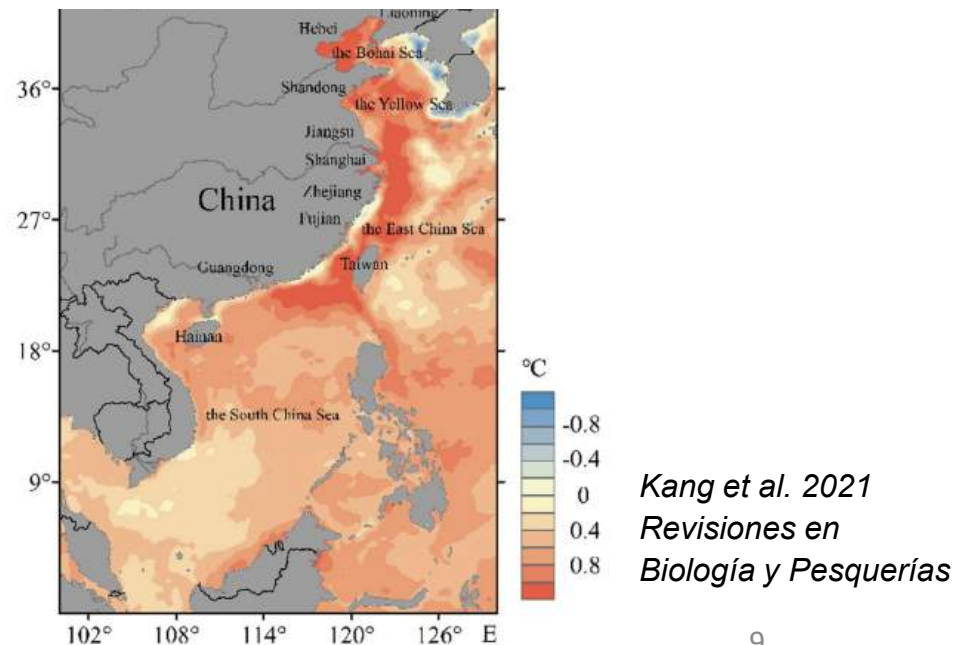 Liaoning
Hebei
the Bohai Sea
36°
Shandong
the Yellow Sea
Jiangsu
Shanghai
China
Zhejiang
27°
Fujian
the East China Sea
Guangdong
Taiwan
Hainan
18°
°C
the South China Sea
-0.8
-0.4
9°
0
0.4
0.8
Kang et al. 2021
Revisiones en
Biología y Pesquerías
102° 108° 114° 120° 126° E
9